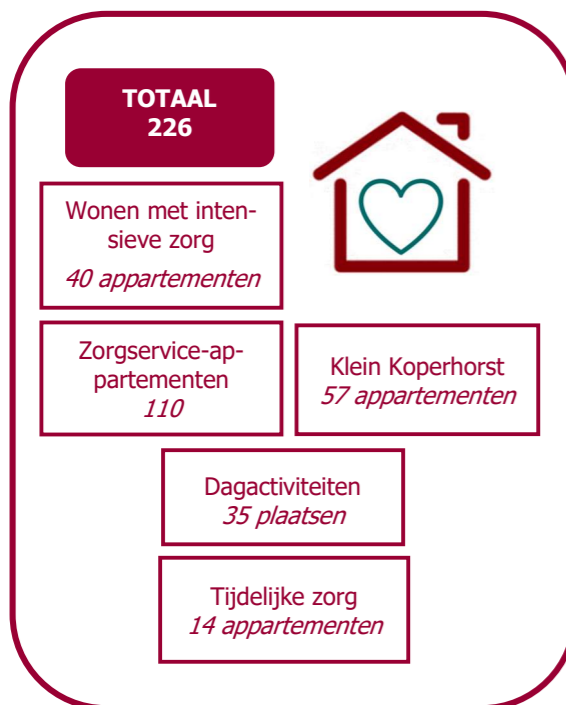 TOTAAL
226
Wonen met inten-
sieve zorg
40 appartementen
Zorgservice-ap-
partementen
110
Klein Koperhorst
57 appartementen
Dagactiviteiten
35 plaatsen
Tijdelijke zorg
14 appartementen